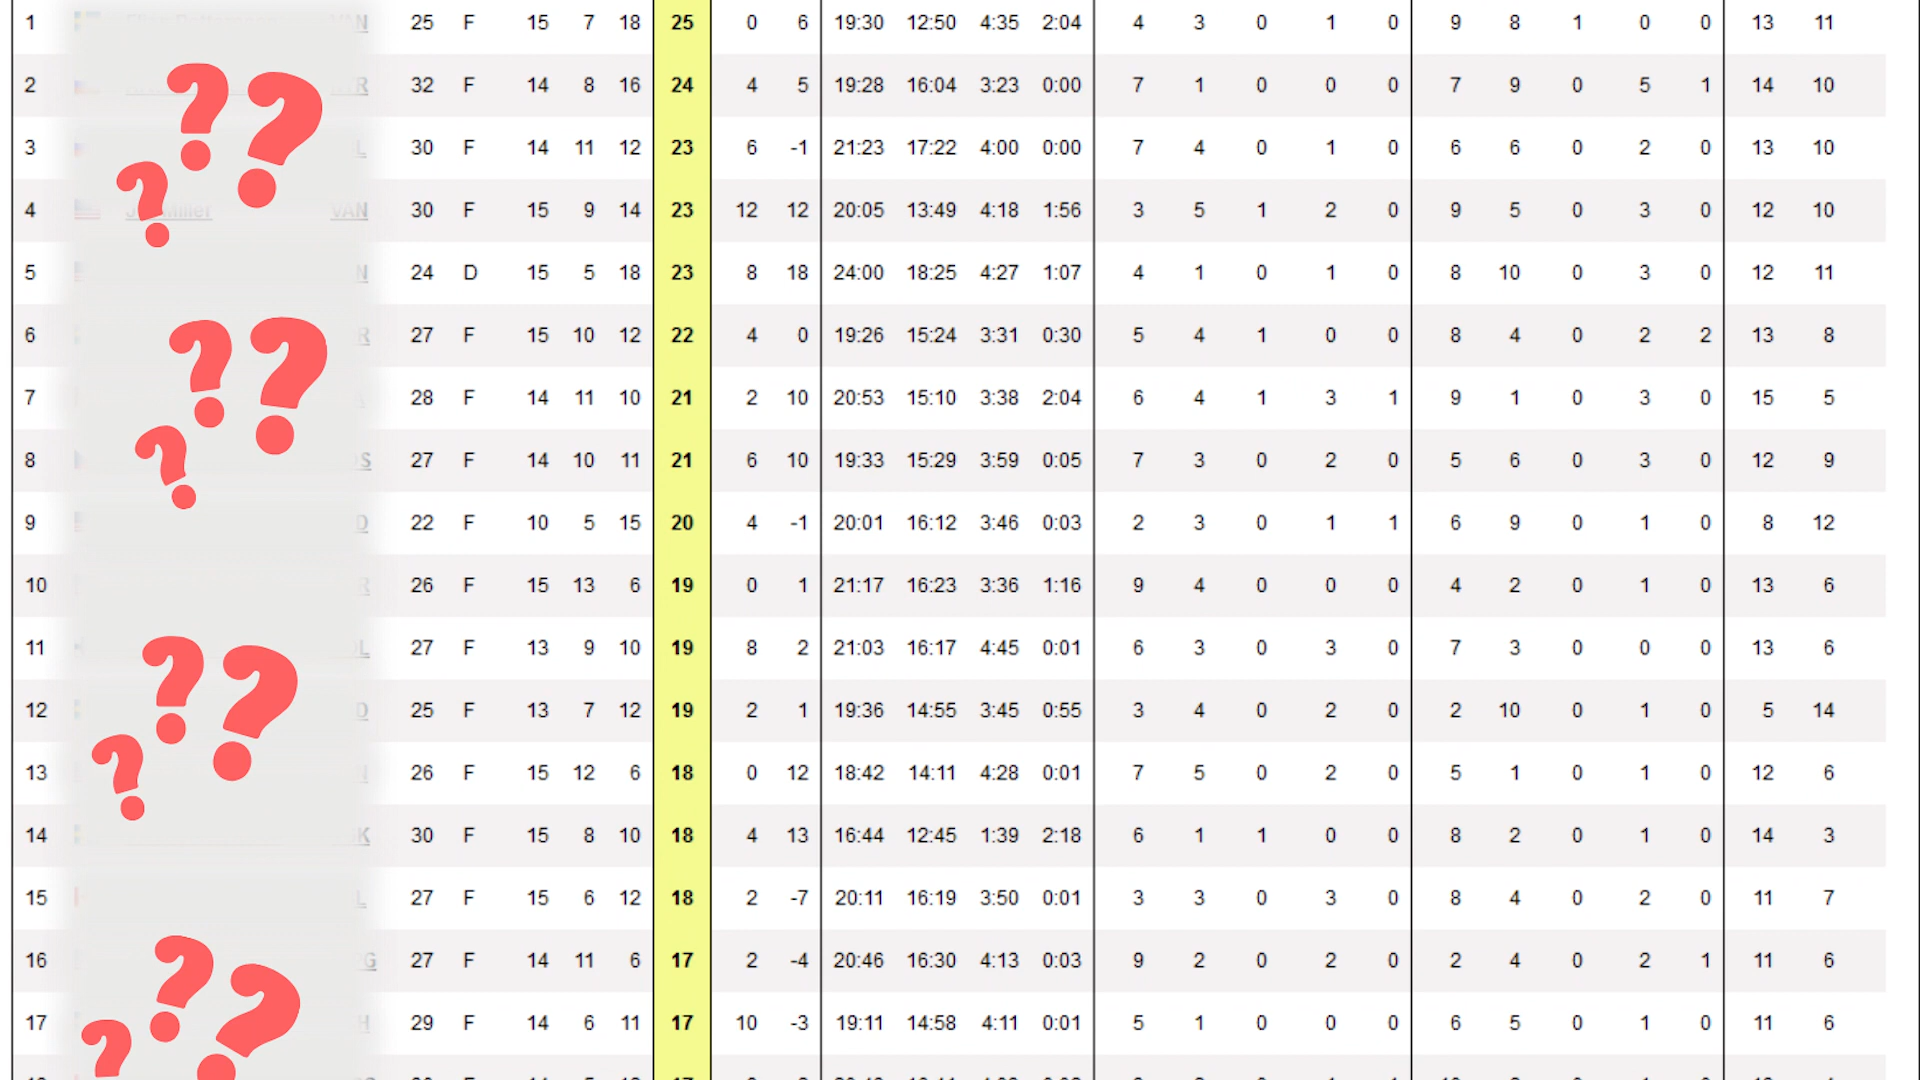 1 25 F 15 7 18 25 0 6 19:30 12:50 4:35 2:04 4 3 0 1 0 9 8 1 0 0 13 11
2 32 F 14 8 16 24 4 5 19:28 16:04 3:23 0:00 7 1 0 0 0 7 9 0 5 1 14 10
3 30 F 14 11 12 23 6 -1 21:23 17:22 4:00 0:00 7 4 0 1 0 6 6 0 2 0 13 10
4 Miller VAN 30 F 15 9 14 23 12 12 20:05 13:49 4:18 1:56 3 5 1 2 0 9 5 0 3 0 12 10
5 24 D 15 5 18 23 8 18 24:00 18:25 4:27 1:07 4 1 0 1 0 8 10 0 3 0 12 11
6 27 F 15 10 12 22 4 0 19:26 15:24 3:31 0:30 5 4 1 0 0 8 4 0 2 2 13 8
7 28 F 14 11 10 21 2 10 20:53 15:10 3:38 2:04 6 4 1 3 1 9 1 0 3 0 15 5
8 27 F 14 10 11 21 6 10 19:33 15:29 3:59 0:05 7 3 0 2 0 5 6 0 3 0 12 9
9 22 F 10 5 15 20 4 -1 20:01 16:12 3:46 0:03 2 3 0 1 1 6 9 0 1 0 8 12
10 26 F 15 13 6 19 0 1 21:17 16:23 3:36 1:16 9 4 0 0 0 4 2 0 1 0 13 6
11 27 F 13 9 10 19 8 2 21:03 16:17 4:45 0:01 6 3 0 3 0 7 3 0 0 0 13 6
12 25 F 13 7 12 19 2 1 19:36 14:55 3:45 0:55 3 4 0 2 0 2 10 0 1 0 5 14
13 26 F 15 12 6 18 0 12 18:42 14:11 4:28 0:01 7 5 0 2 0 5 1 0 1 0 12 6
14 30 F 15 8 10 18 4 13 16:44 12:45 1:39 2:18 6 1 1 0 0 8 2 0 1 0 14 3
15 27 F 15 6 12 18 2 -7 20:11 16:19 3:50 0:01 3 3 0 3 0 8 4 0 2 0 11 7
16 27 F 14 11 6 17 2 -4 20:46 16:30 4:13 0:03 9 2 0 2 0 2 4 0 2 1 11 6
17 29 F 14 6 11 17 10 -3 19:11 14:58 4:11 0:01 5 1 0 0 0 6 5 0 1 0 11 6